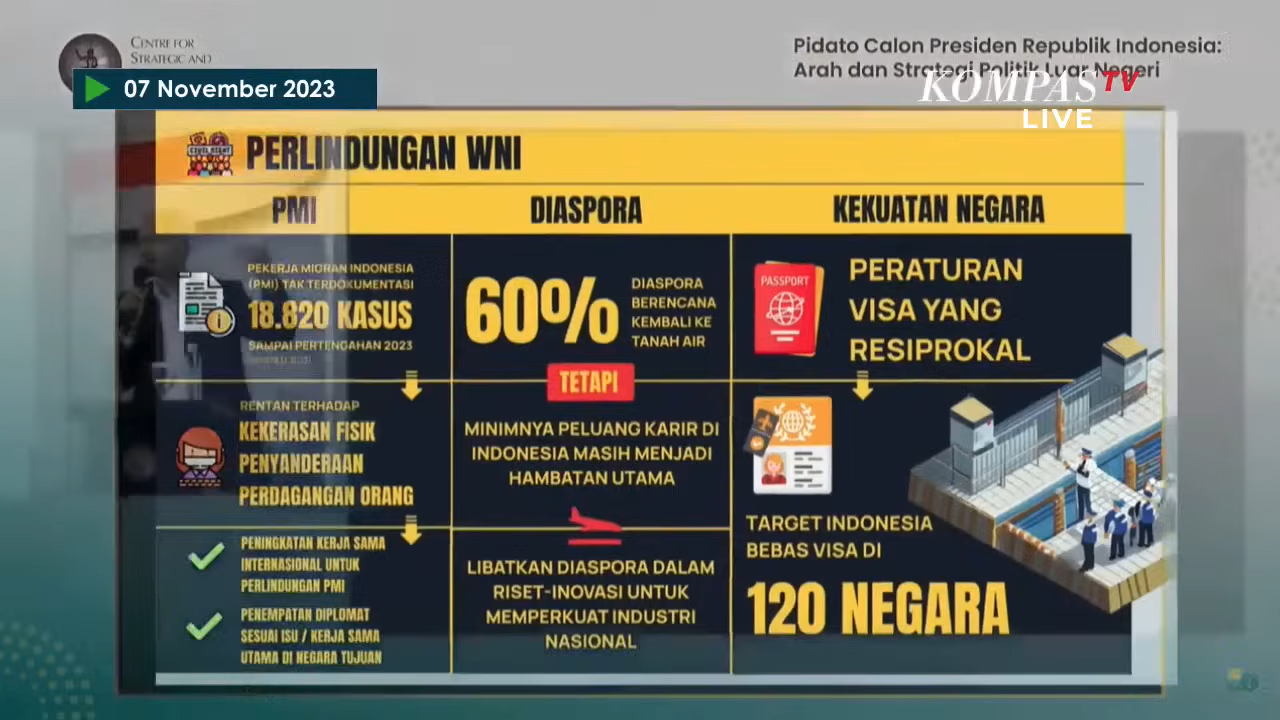 CENTRE FOR
STRATEGIC AND
07 November 2023
Pidato Calon Presiden Republik Indonesia:
Arah dan Strategi Politik Luar Negeri
KOMPAS TV
LIVE
PERLINDUNGAN WNI
PMI
DIASPORA
KEKUATAN NEGARA
PEKERJA MIGRAN INDONESIA
(PMI) TAK TERDOKUMENTASI
18.820 KASUS
SAMPAI PERTENGAHAN 2023
RENTAN TERHADAP
KEKERASAN FISIK
PENYANDERAAN
PERDAGANGAN ORANG
PENINGKATAN KERJA SAMA
INTERNASIONAL UNTUK
PERLINDUNGAN PMI
PENEMPATAN DIPLOMAT
SESUAI ISU / KERJA SAMA
UTAMA DI NEGARA TUJUAN
60%
DIASPORA
BERENCANA
KEMBALI KE
TANAH AIR
TETAPI
MINIMNYA PELUANG KARIR DI
INDONESIA MASIH MENJADI
HAMBATAN UTAMA
LIBATKAN DIASPORA DALAM
RISET-INOVASI UNTUK
MEMPERKUAT INDUSTRI
NASIONAL
PASSPORT
PERATURAN
VISA YANG
RESIPROKAL
TARGET INDONESIA
BEBAS VISA DI
120 NEGARA